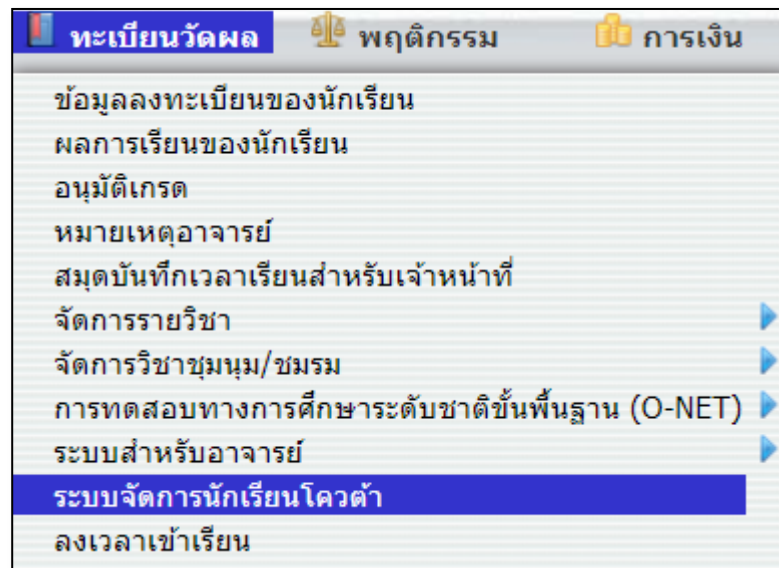 ทะเบียนวัดผล พฤติกรรม การเงิน
ข้อมูลลงทะเบียนของนักเรียน
ผลการเรียนของนักเรียน
อนุมัติเกรด
หมายเหตุอาจารย์
สมุดบันทึกเวลาเรียนสำหรับเจ้าหน้าที่
จัดการรายวิชา
จัดการวิชาชุมนุม/ชมรม
การทดสอบทางการศึกษาระดับชาติขั้นพื้นฐาน (O-NET)
ระบบสำหรับอาจารย์
ระบบจัดการนักเรียนโควต้า
ลงเวลาเข้าเรียน